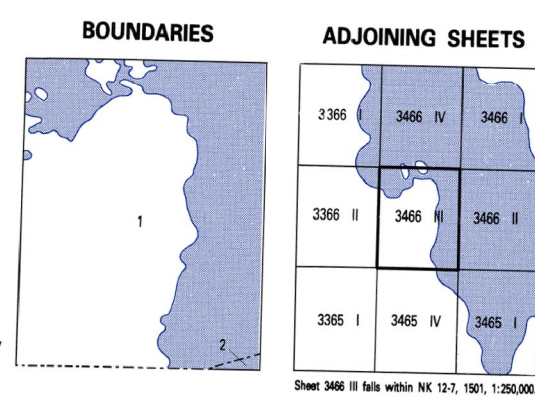 BOUNDARIES
1
2
ADJOINING SHEETS
3366 I
3466 IV
3466 I
3366 II
3466 III
3466 II
3365 I
3465 IV
3465 I
Sheet 3466 III falls within NK 12-7, 1501, 1:250,000.